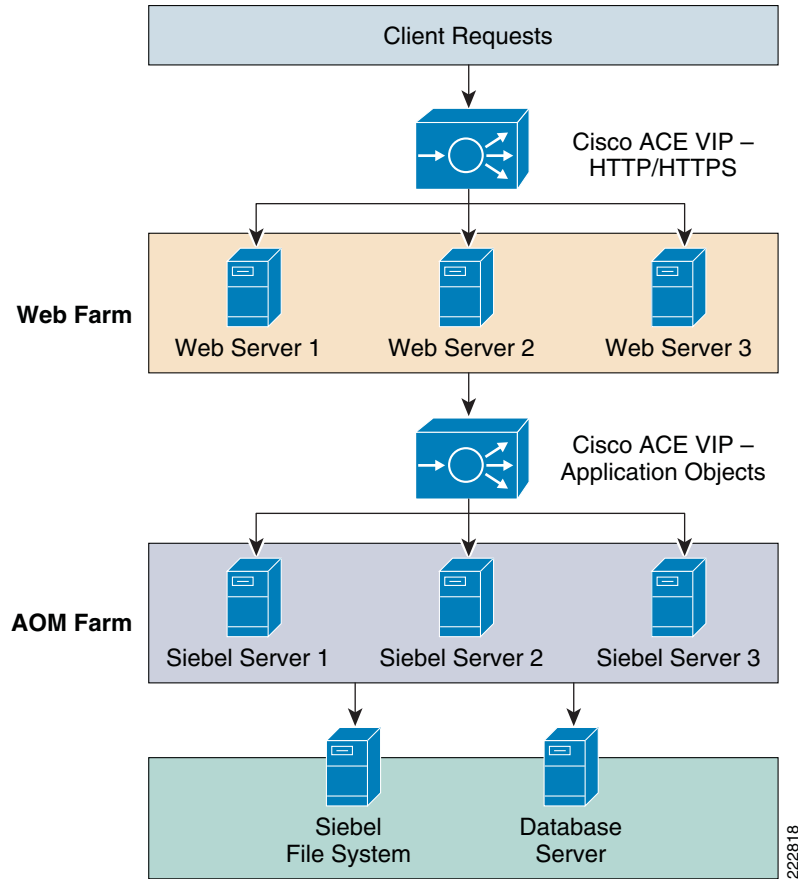 Client Requests
Cisco ACE VIP –
HTTP/HTTPS
Web Farm
Web Server 1
Web Server 2
Web Server 3
Cisco ACE VIP –
Application Objects
AOM Farm
Siebel Server 1
Siebel Server 2
Siebel Server 3
Siebel
File System
Database
Server
222818